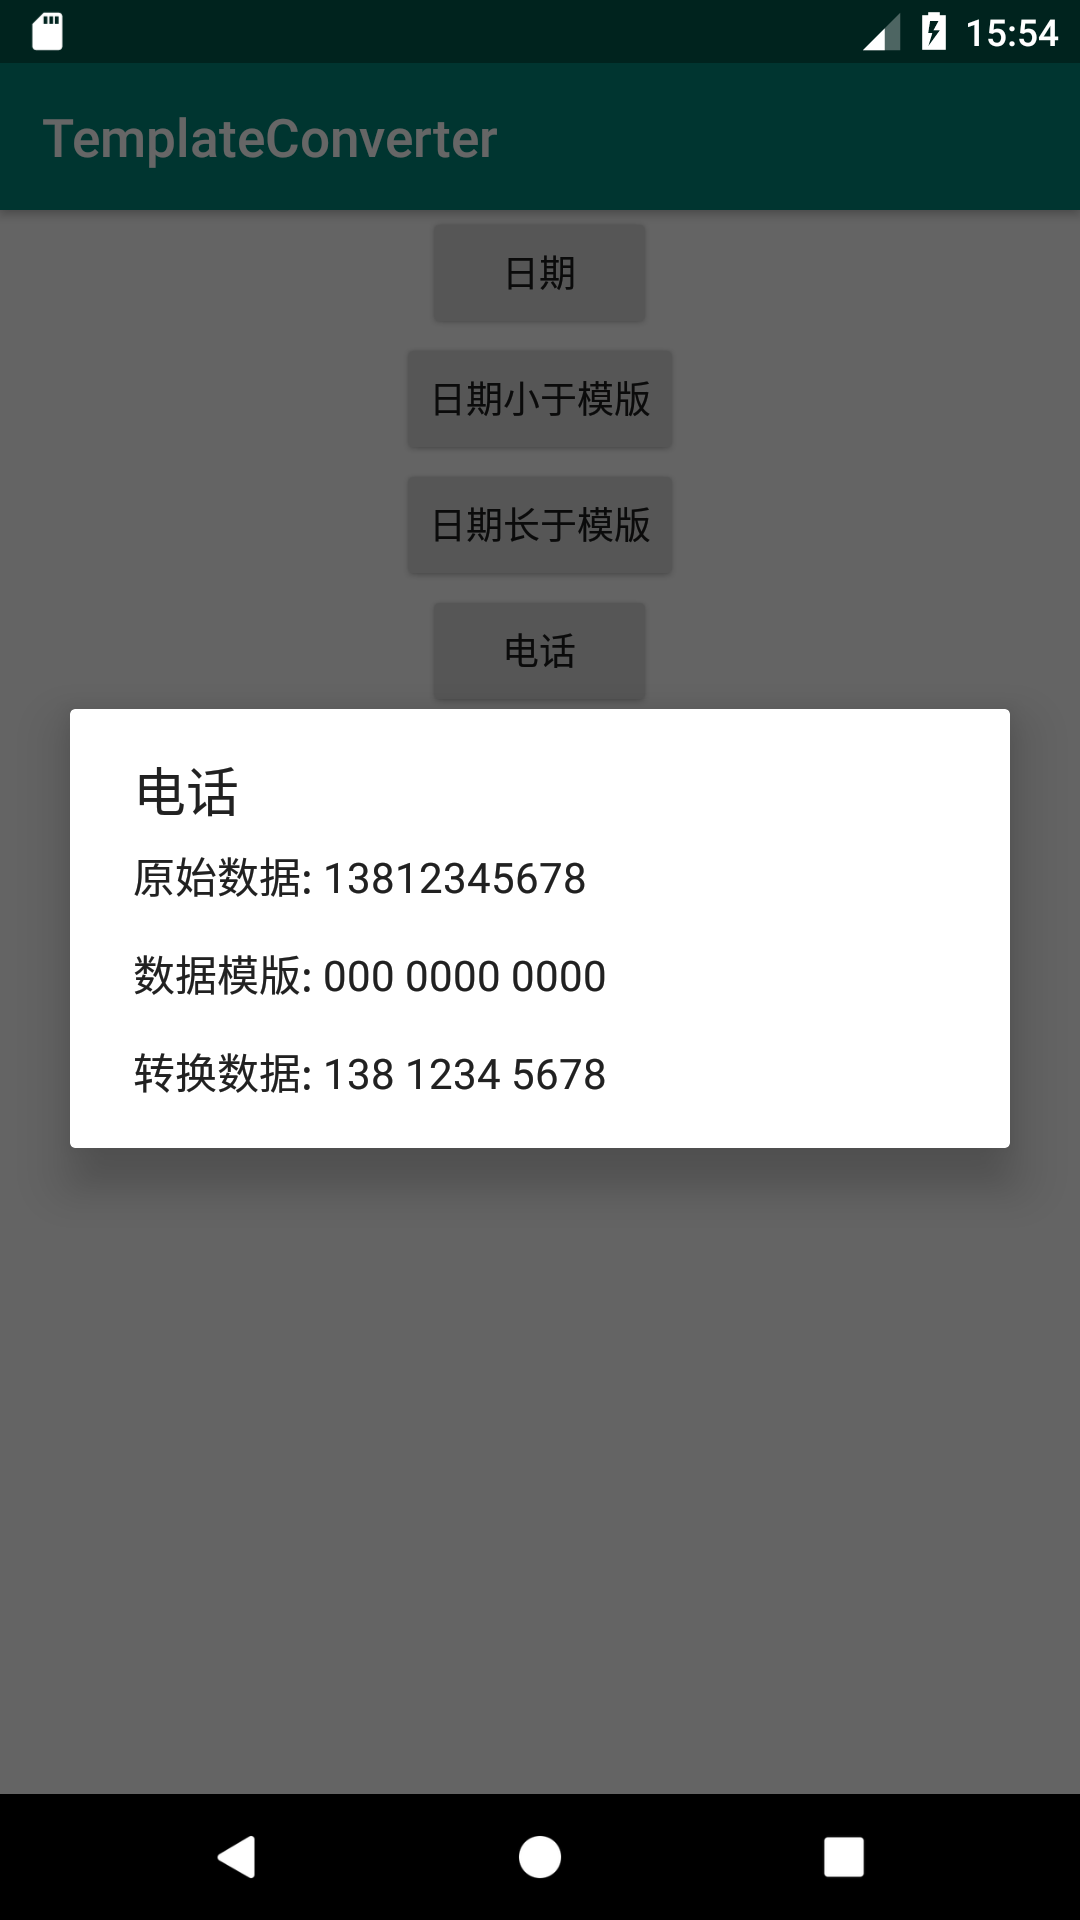 15:54
TemplateConverter
日期
日期小于模版
日期长于模版
电话
电话
原始数据: 13812345678
数据模版: 000 0000 0000
转换数据: 138 1234 5678